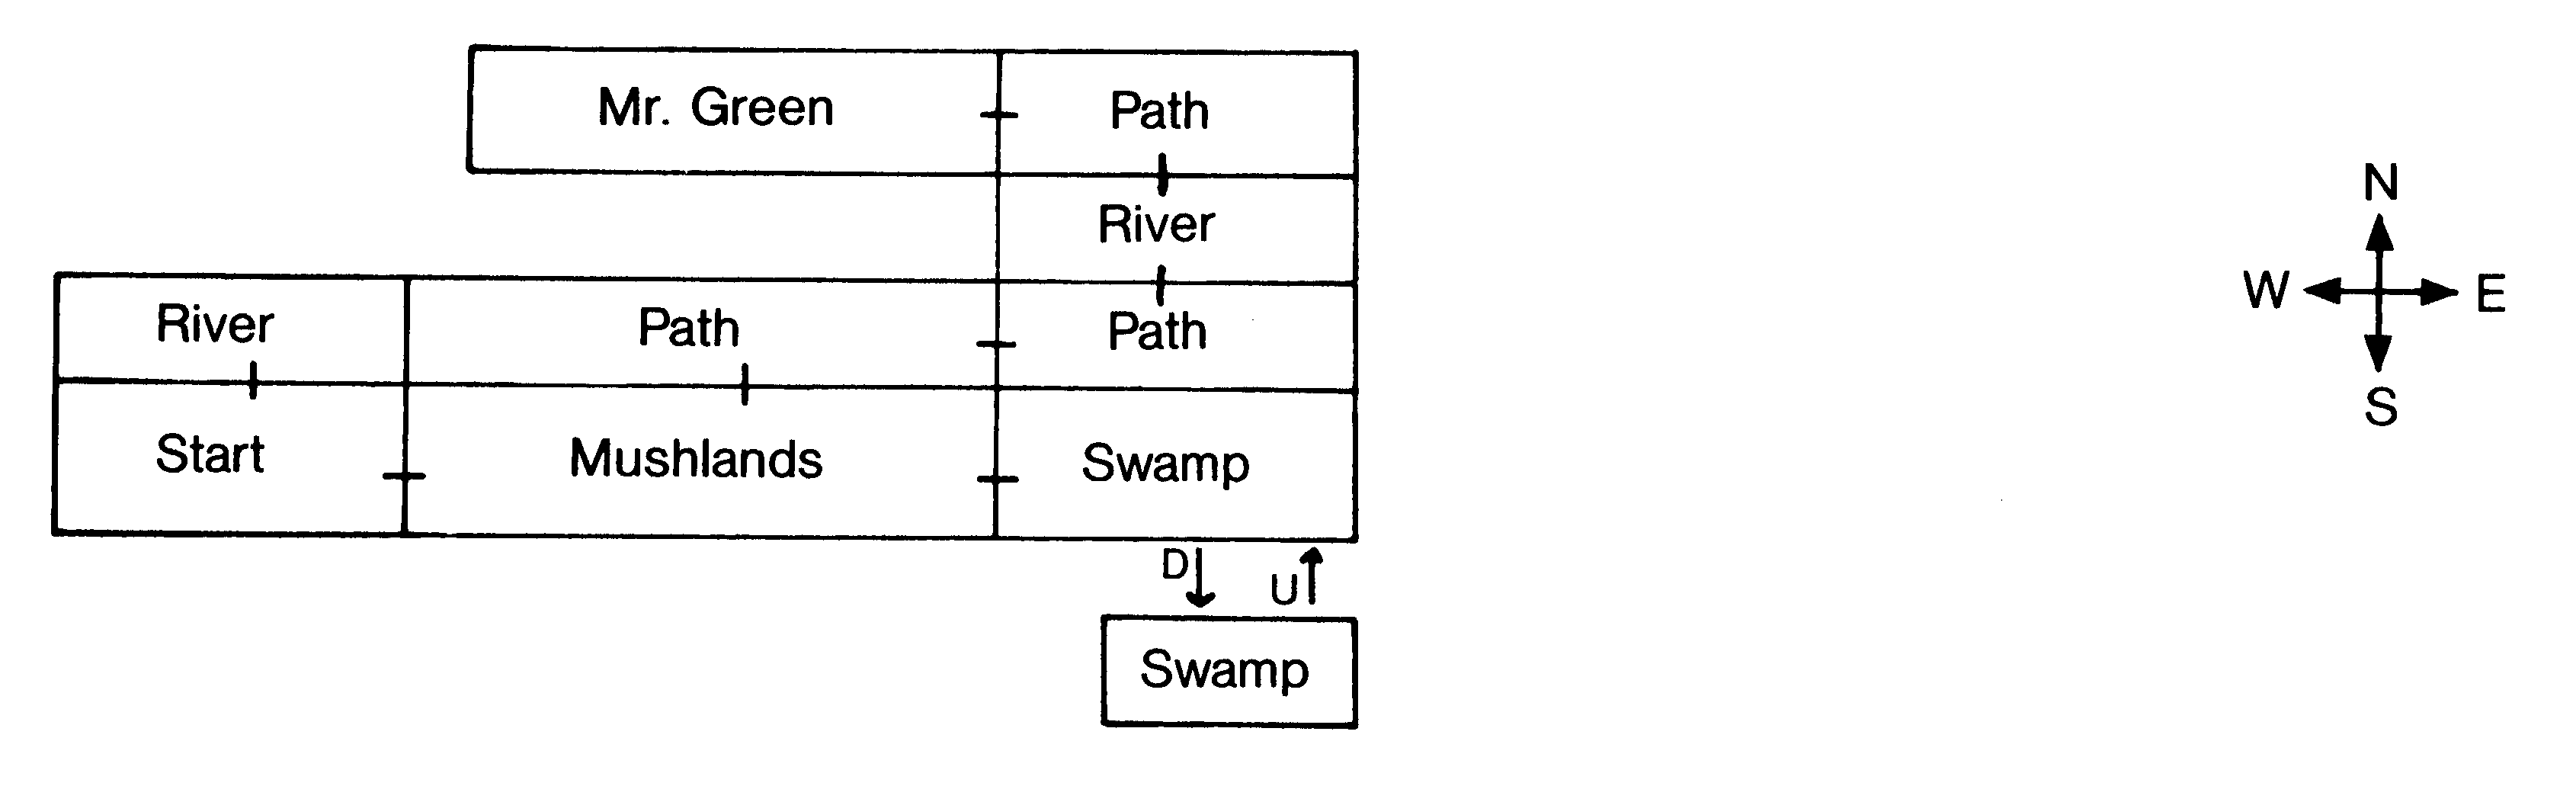 Mr. Green
Path
River
River
Path
Path
Start
Mushlands
Swamp
D
U
Swamp
N
W
E
S